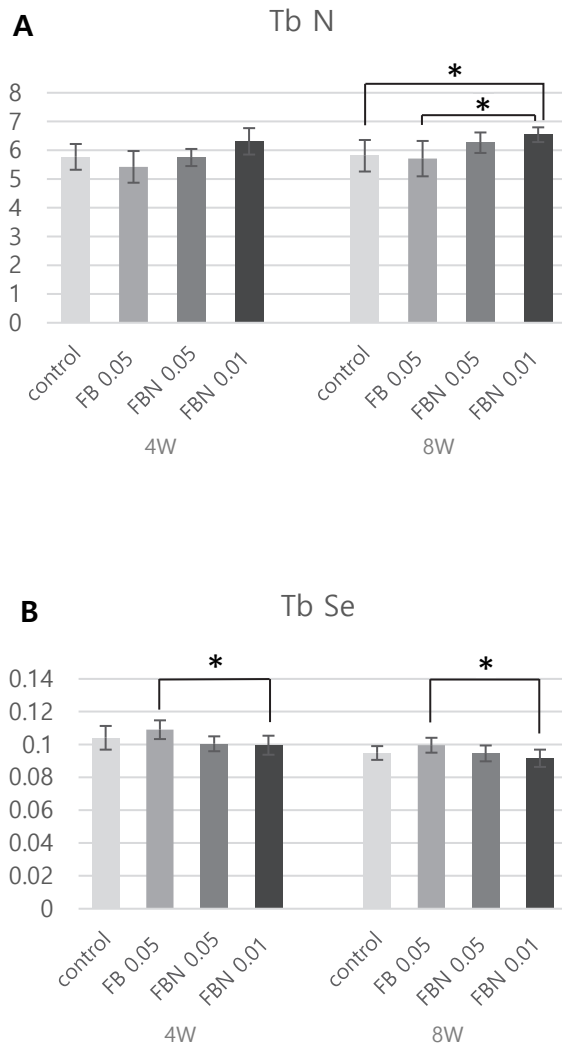 A
Tb N
*
*
8
7
6
5
4
3
2
1
0
control FB 0.05 FBN 0.05 FBN 0.01 control FB 0.05 FBN 0.05 FBN 0.01
4W 8W
B
Tb Se
* *
0.14
0.12
0.1
0.08
0.06
0.04
0.02
0
control FB 0.05 FBN 0.05 FBN 0.01 control FB 0.05 FBN 0.05 FBN 0.01
4W 8W